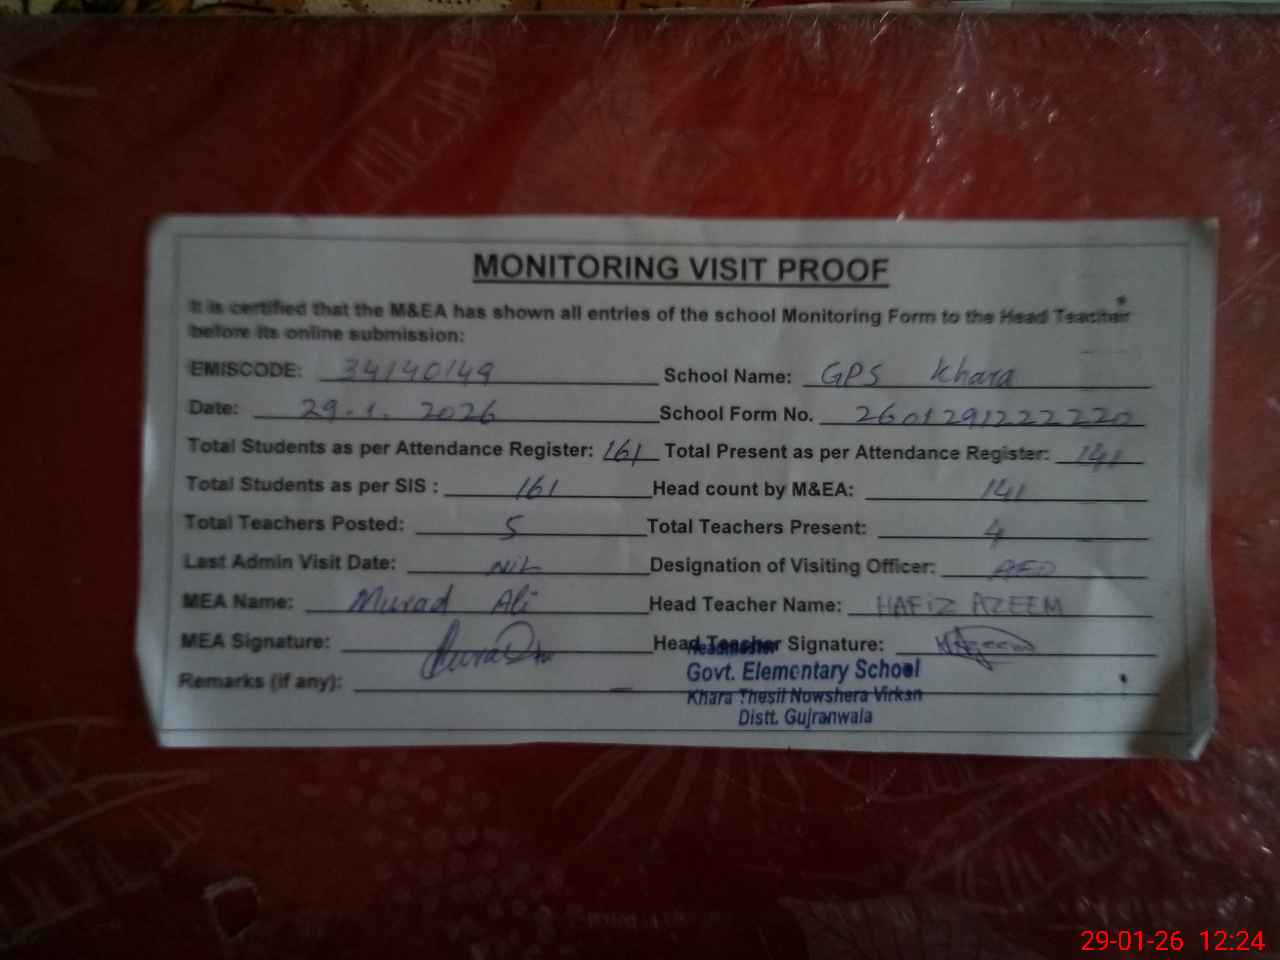 MONITORING VISIT PROOF
It is certified that the M&EA has shown all entries of the school Monitoring Form to the Head Teacher
before its online submission:
EMISCODE: 34140149 School Name: GPS Khara
Date: 29.1.2026 School Form No. 2601291222220
Total Students as per Attendance Register: 161 Total Present as per Attendance Register: 141
Total Students as per SIS : 161 Head count by M&EA: 141
Total Teachers Posted: 5 Total Teachers Present: 4
Last Admin Visit Date: NIL Designation of Visiting Officer: AEO
MEA Name: Murad Ali Head Teacher Name: HAFIZ AZEEM
MEA Signature: Head Teacher Signature:
Headmaster
Remarks (if any):
Govt. Elementary School
Khara Thesil Nowshera Virkan
Distt. Gujranwala
29-01-26 12:24